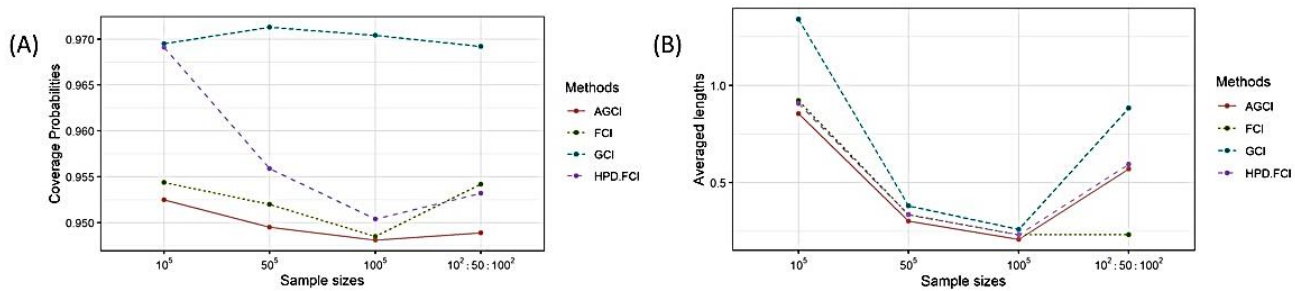 (A)
Coverage Probabilities
0.970
0.965
0.960
0.955
0.950
10⁵
50⁵
100⁵
10²:50:100²
Sample sizes
Methods
AGCI
FCI
GCI
HPD.FCI
(B)
Averaged lengths
1.0
0.5
10⁵
50⁵
100⁵
10²:50:100²
Sample sizes
Methods
AGCI
FCI
GCI
HPD.FCI